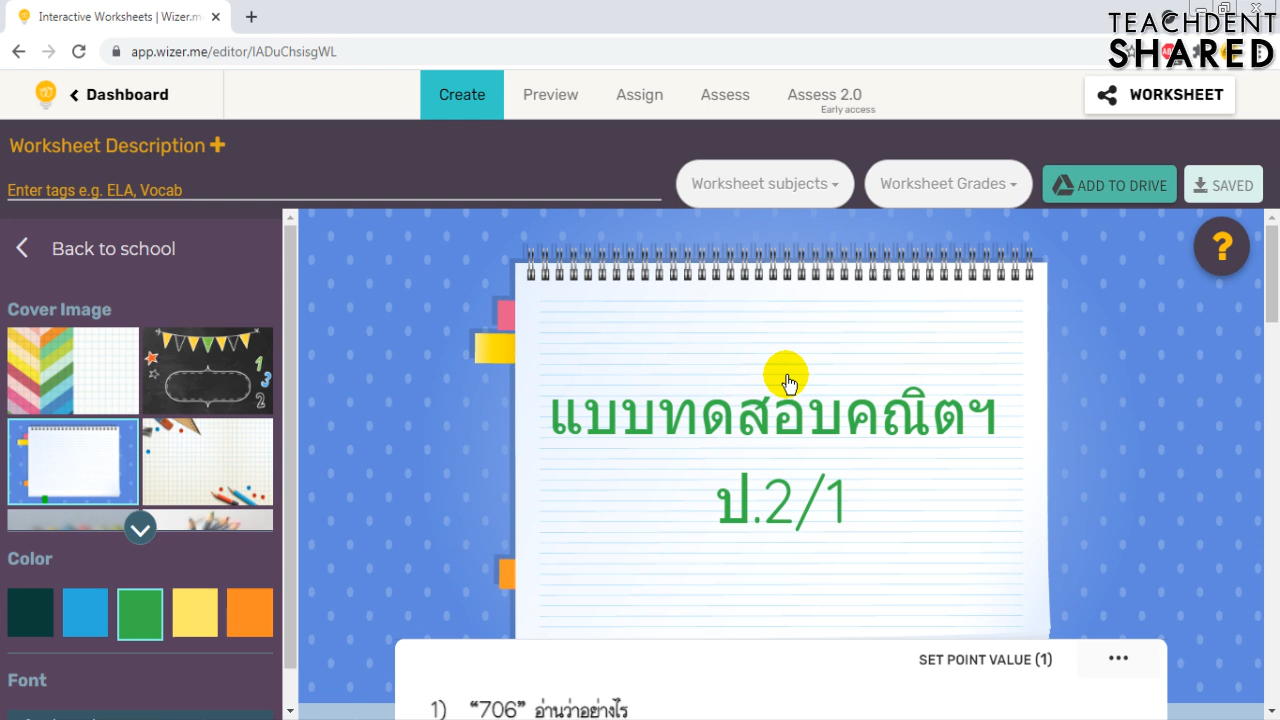 Interactive Worksheets | Wizer.m
TEACHDENT
SHARED
app.wizer.me/editor/IADuChsisgWL
Dashboard
Create
Preview
Assign
Assess
Assess 2.0
Early access
WORKSHEET
Worksheet Description
Enter tags e.g. ELA, Vocab
Worksheet subjects
Worksheet Grades
ADD TO DRIVE
SAVED
Back to school
?
Cover Image
1
3
2
แบบทดสอบคณิตฯ
ป.2/1
Color
SET POINT VALUE (1)
Font
1) “706” อ่านว่าอย่างไร